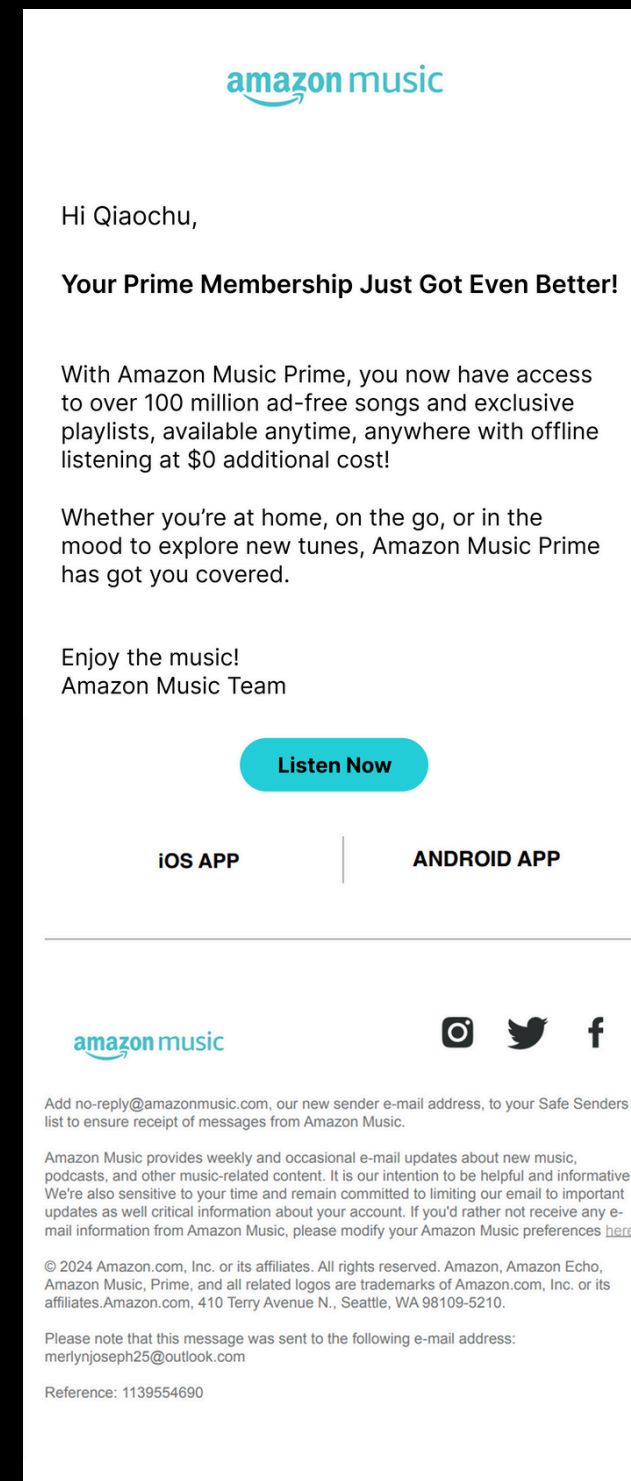 amazon music
Hi Qiaochu,
Your Prime Membership Just Got Even Better!
With Amazon Music Prime, you now have access
to over 100 million ad-free songs and exclusive
playlists, available anytime, anywhere with offline
listening at $0 additional cost!
Whether you’re at home, on the go, or in the
mood to explore new tunes, Amazon Music Prime
has got you covered.
Enjoy the music!
Amazon Music Team
Listen Now
iOS APP
ANDROID APP
amazon music
Add no-reply@amazonmusic.com, our new sender e-mail address, to your Safe Senders
list to ensure receipt of messages from Amazon Music.
Amazon Music provides weekly and occasional e-mail updates about new music,
podcasts, and other music-related content. It is our intention to be helpful and informative
We're also sensitive to your time and remain committed to limiting our email to important
updates as well critical information about your account. If you'd rather not receive any e-
mail information from Amazon Music, please modify your Amazon Music preferences here
© 2024 Amazon.com, Inc. or its affiliates. All rights reserved. Amazon, Amazon Echo,
Amazon Music, Prime, and all related logos are trademarks of Amazon.com, Inc. or its
affiliates.Amazon.com, 410 Terry Avenue N., Seattle, WA 98109-5210.
Please note that this message was sent to the following e-mail address:
merlynjoseph25@outlook.com
Reference: 1139554690